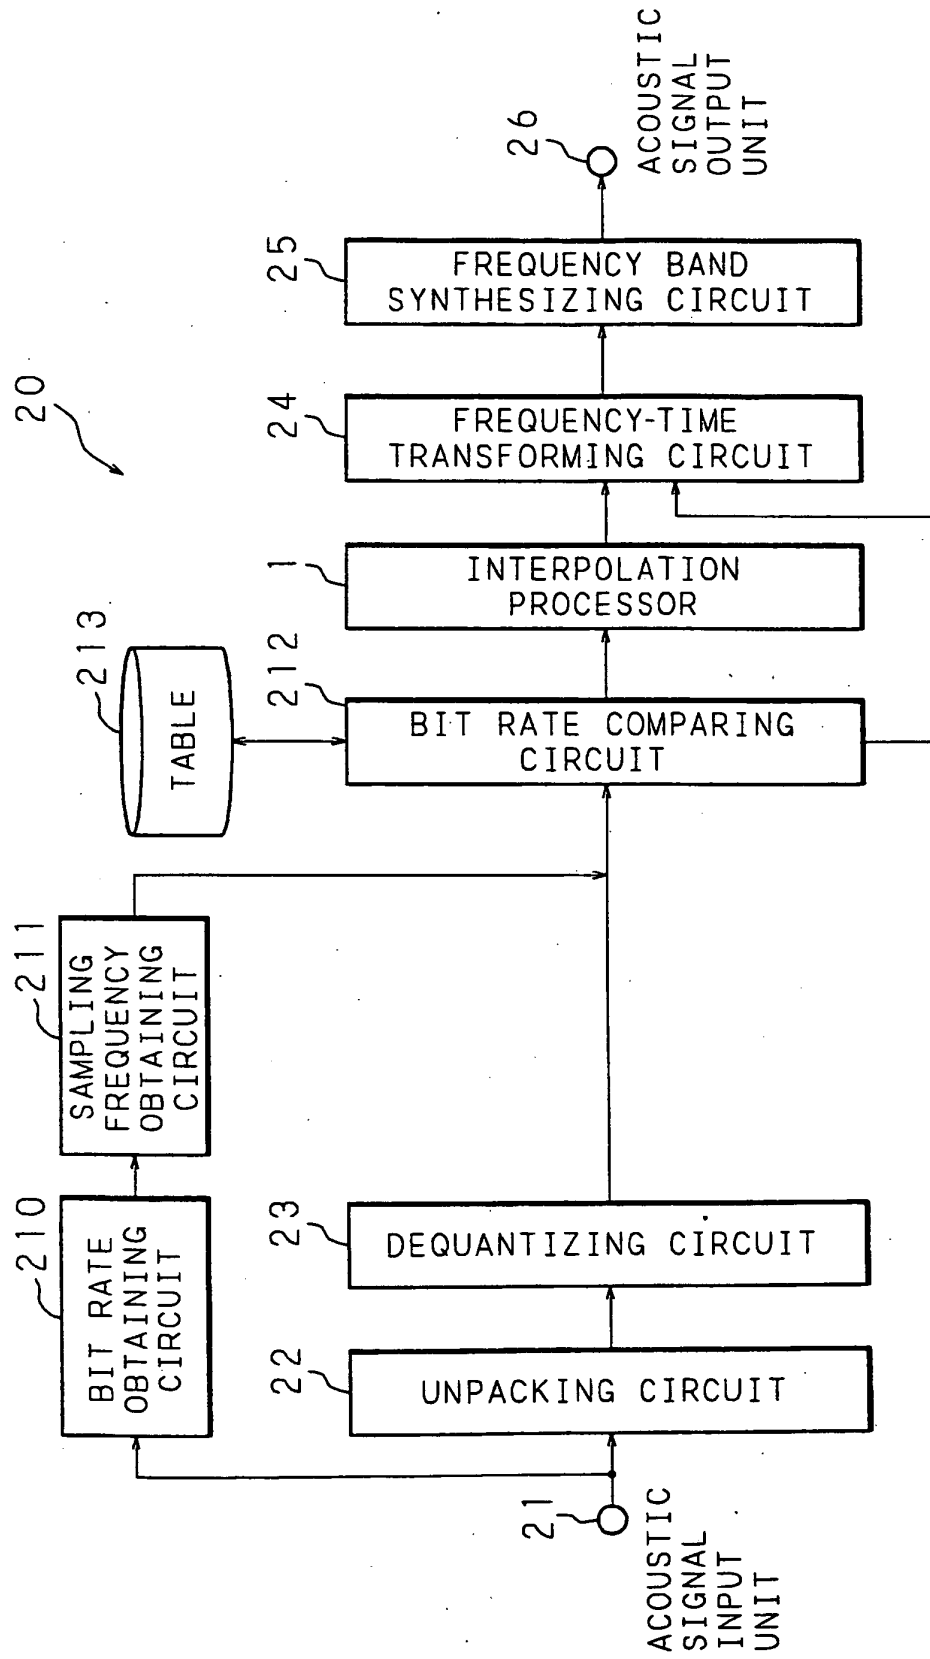 20
210
BIT RATE
OBTAINING
CIRCUIT
211
SAMPLING
FREQUENCY
OBTAINING
CIRCUIT
213
TABLE
21
ACOUSTIC
SIGNAL
INPUT
UNIT
22
UNPACKING CIRCUIT
23
DEQUANTIZING CIRCUIT
212
BIT RATE COMPARING
CIRCUIT
1
INTERPOLATION
PROCESSOR
24
FREQUENCY-TIME
TRANSFORMING CIRCUIT
25
FREQUENCY BAND
SYNTHESIZING CIRCUIT
26
ACOUSTIC
SIGNAL
OUTPUT
UNIT